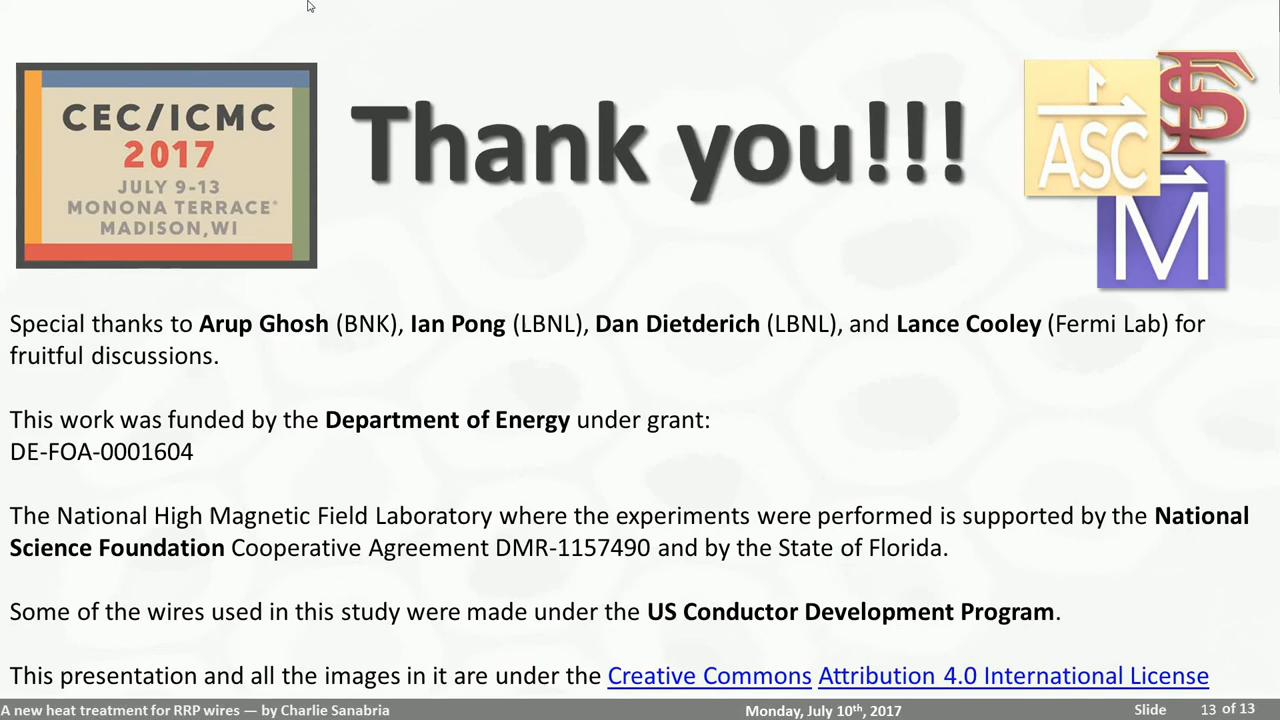 CEC/ICMC
2017
JULY 9-13
MONONA TERRACE®
MADISON,WI
Thank you!!!
ASC
FS
M
Special thanks to Arup Ghosh (BNK), Ian Pong (LBNL), Dan Dietderich (LBNL), and Lance Cooley (Fermi Lab) for
fruitful discussions.
This work was funded by the Department of Energy under grant:
DE-FOA-0001604
The National High Magnetic Field Laboratory where the experiments were performed is supported by the National
Science Foundation Cooperative Agreement DMR-1157490 and by the State of Florida.
Some of the wires used in this study were made under the US Conductor Development Program.
This presentation and all the images in it are under the Creative Commons Attribution 4.0 International License
A new heat treatment for RRP wires — by Charlie Sanabria Monday, July 10th, 2017 Slide 13 of 13